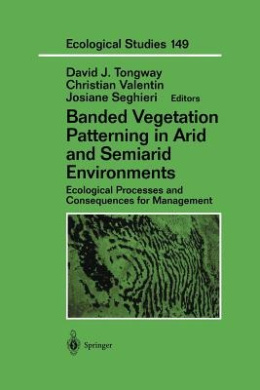 Ecological Studies 149
David J. Tongway
Christian Valentin
Josiane Seghieri Editors
Banded Vegetation
Patterning in Arid
and Semiarid
Environments
Ecological Processes and
Consequences for Management
Springer